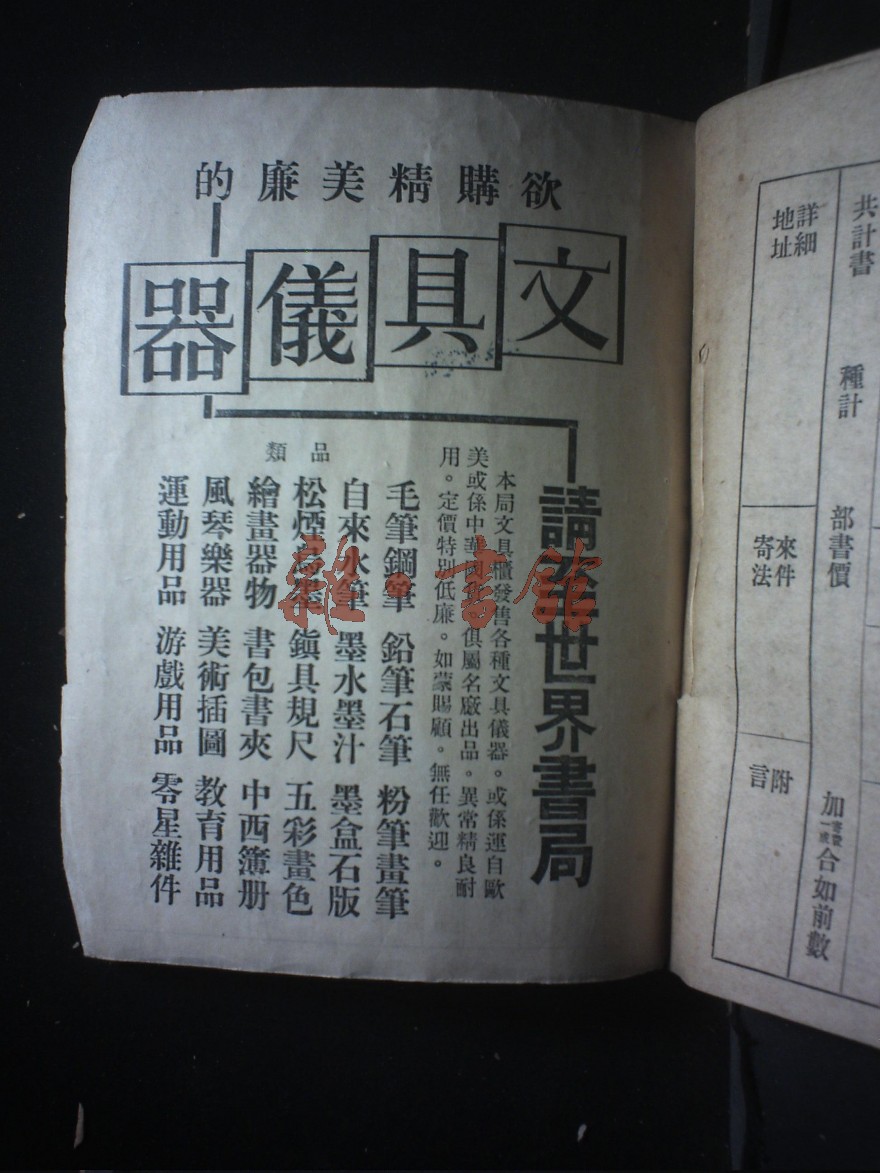 欲購精美廉的
文具儀器
請 世界書局
本局文具櫃發售各種文具儀器。或係運自歐
美或係中華 俱屬名廠出品。異常精良耐
用。定價特別低廉。如蒙賜顧。無任歡迎。
品類
毛筆鋼筆 鉛筆石筆 粉筆畫筆
自來水筆 墨水墨汁 墨盒石版
松煙 鎮具規尺 五彩畫色
繪畫器物 書包書夾 中西簿册
風琴樂器 美術插圖 教育用品
運動用品 游戲用品 零星雜件
雜·書館
共計書 種計 部書價 加 合如前數
詳細地址
來件寄法
附言